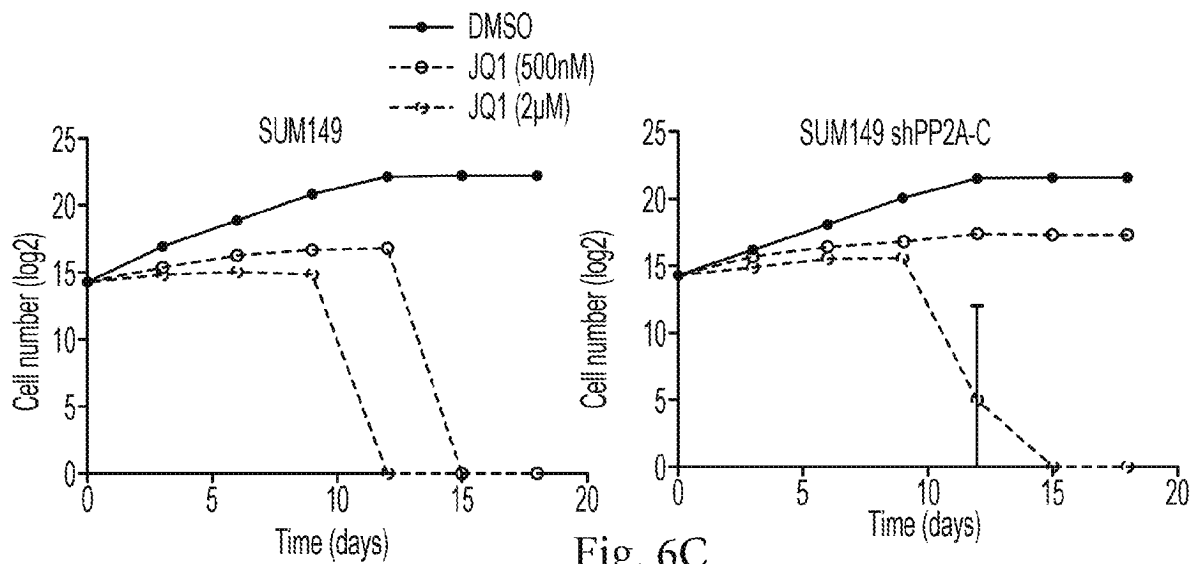 DMSO
JQ1 (500nM)
JQ1 (2µM)
SUM149
25
20
15
10
5
0
Cell number (log2)
0 5 10 15 20
Time (days)
SUM149 shPP2A-C
25
20
15
10
5
0
Cell number (log2)
0 5 10 15 20
Time (days)
Fig. 6C